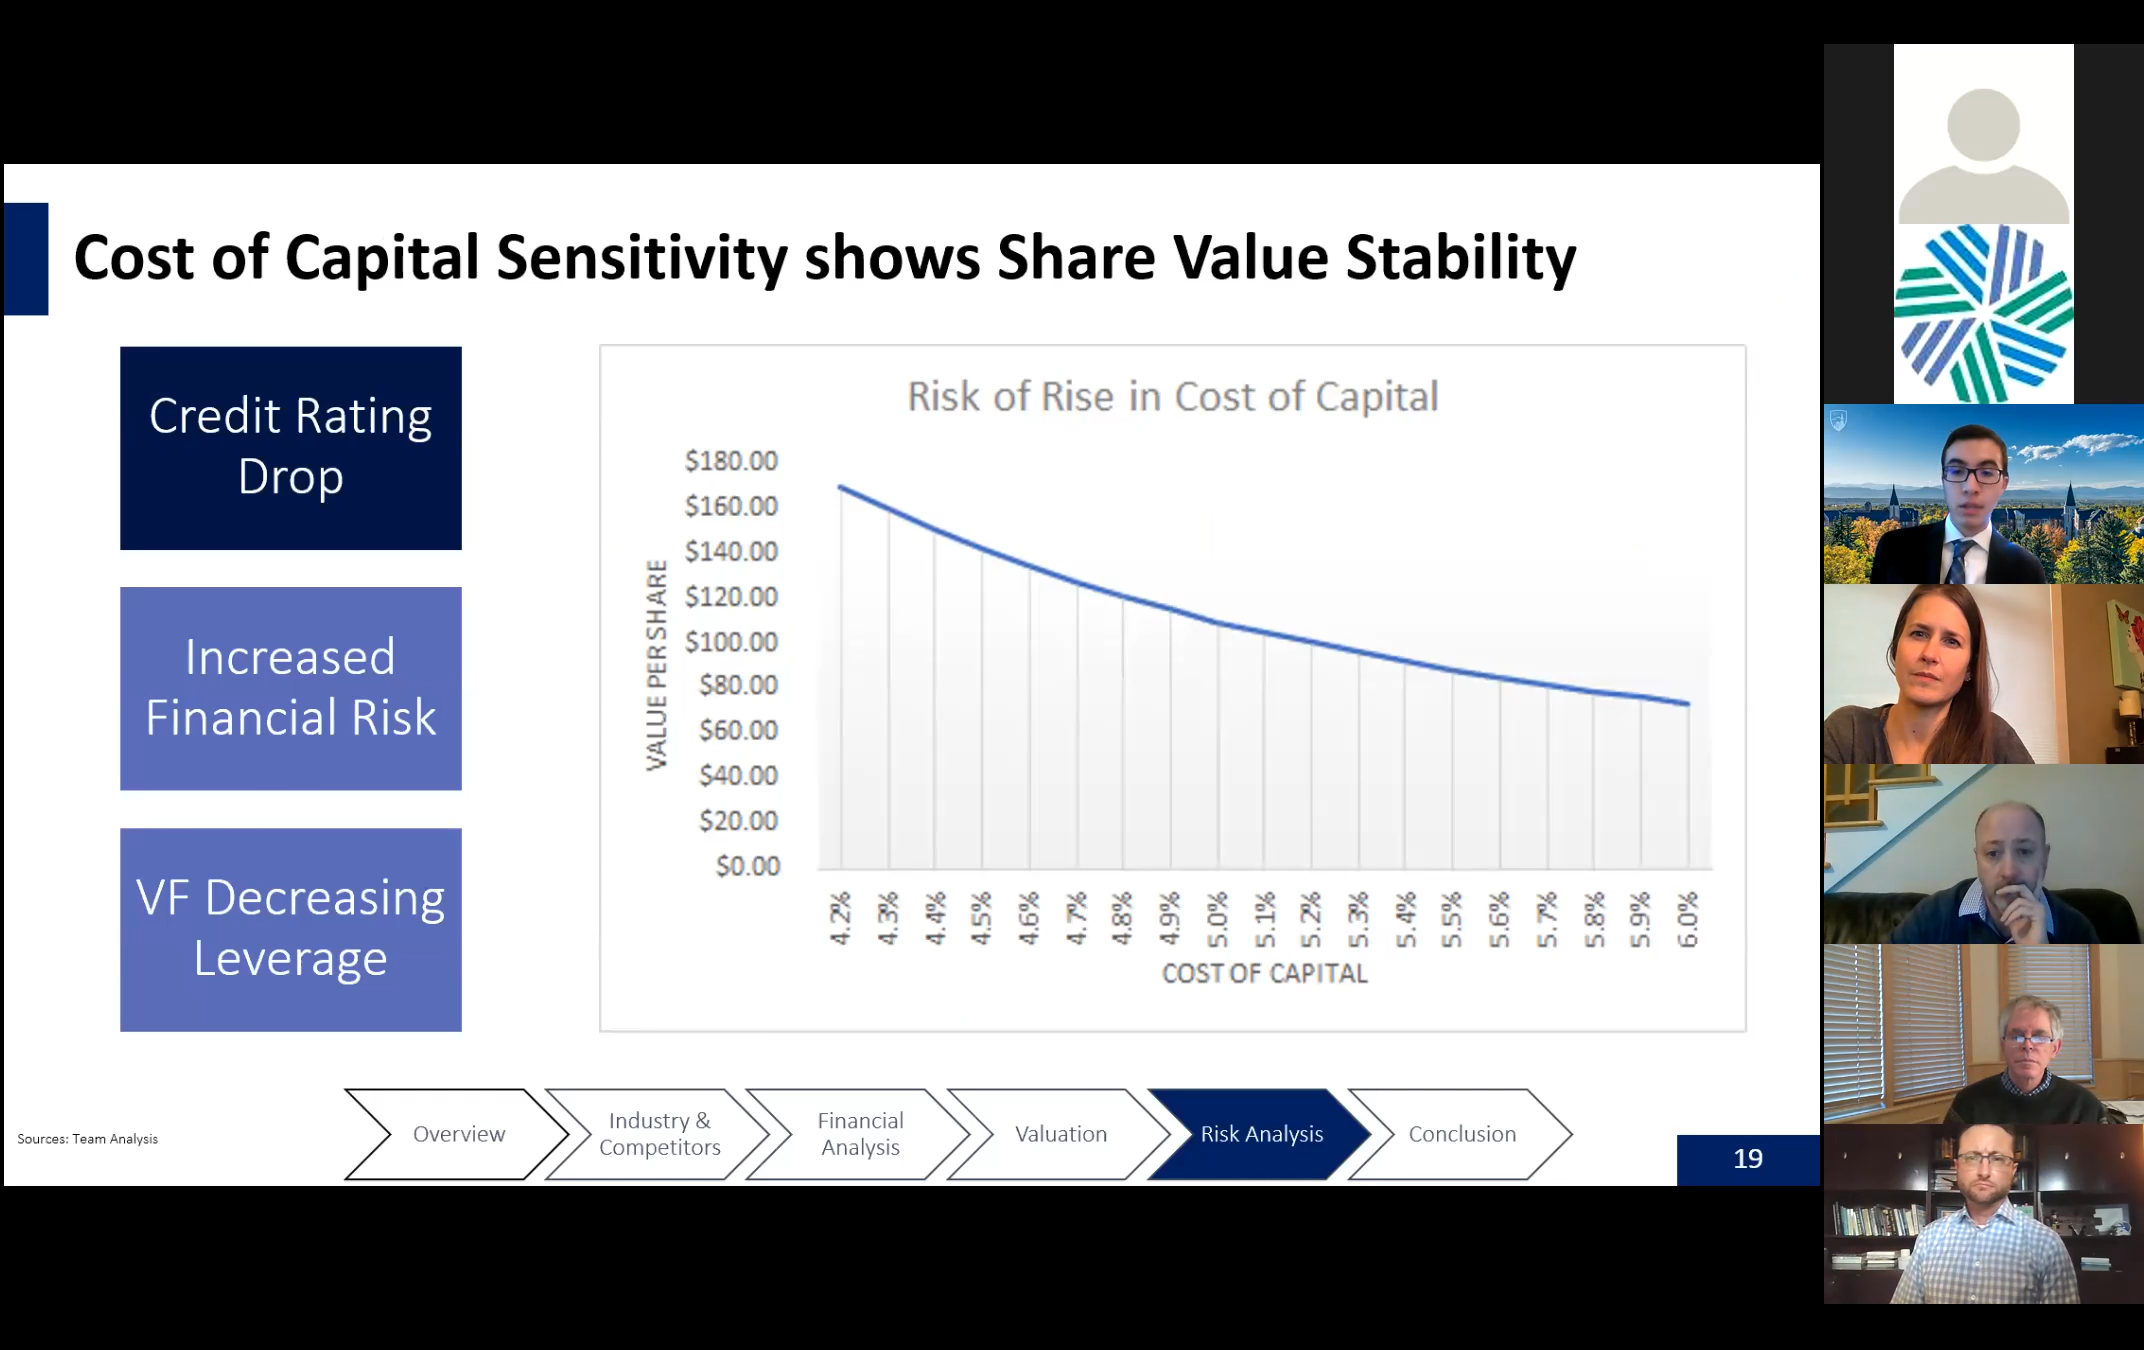 Cost of Capital Sensitivity shows Share Value Stability
Credit Rating
Drop
Increased
Financial Risk
VF Decreasing
Leverage
Risk of Rise in Cost of Capital
VALUE PER SHARE
$180.00
$160.00
$140.00
$120.00
$100.00
$80.00
$60.00
$40.00
$20.00
$0.00
4.2%
4.3%
4.4%
4.5%
4.6%
4.7%
4.8%
4.9%
5.0%
5.1%
5.2%
5.3%
5.4%
5.5%
5.6%
5.7%
5.8%
5.9%
6.0%
COST OF CAPITAL
Sources: Team Analysis
Overview
Industry &
Competitors
Financial
Analysis
Valuation
Risk Analysis
Conclusion
19